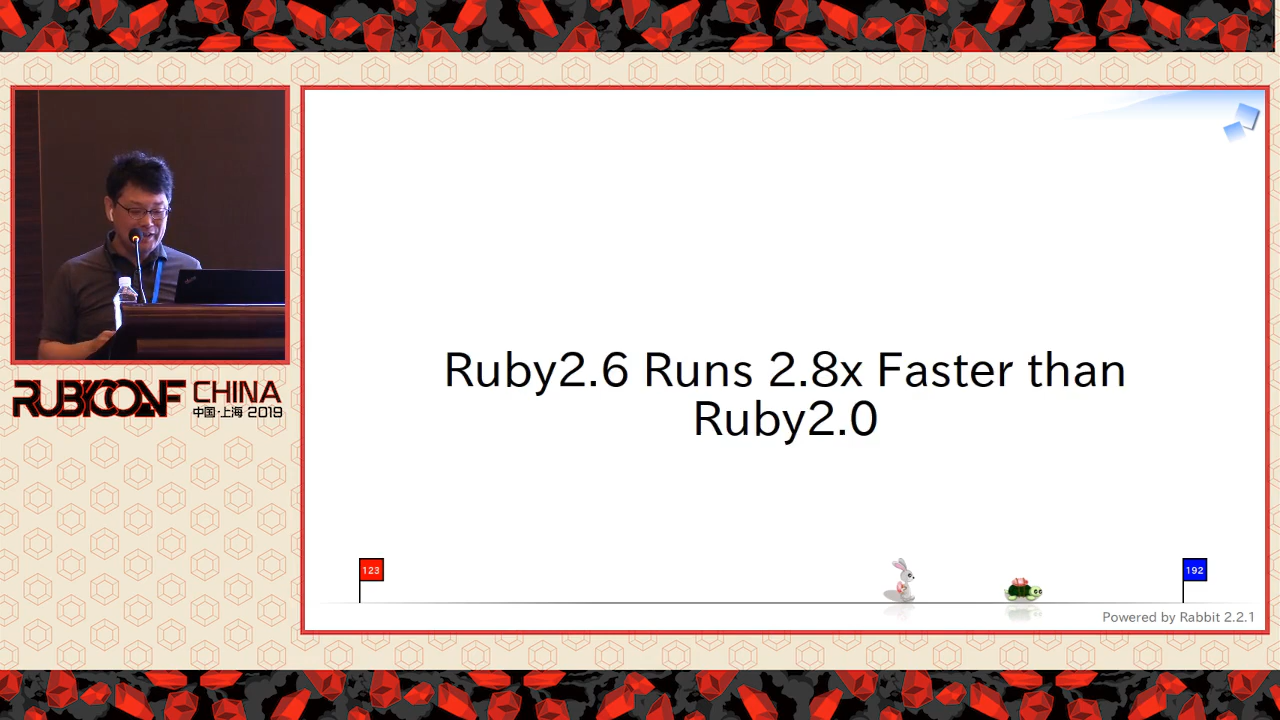 Ruby2.6 Runs 2.8x Faster than
Ruby2.0
123
192
Powered by Rabbit 2.2.1
RUBYCONF CHINA
中国·上海 2019